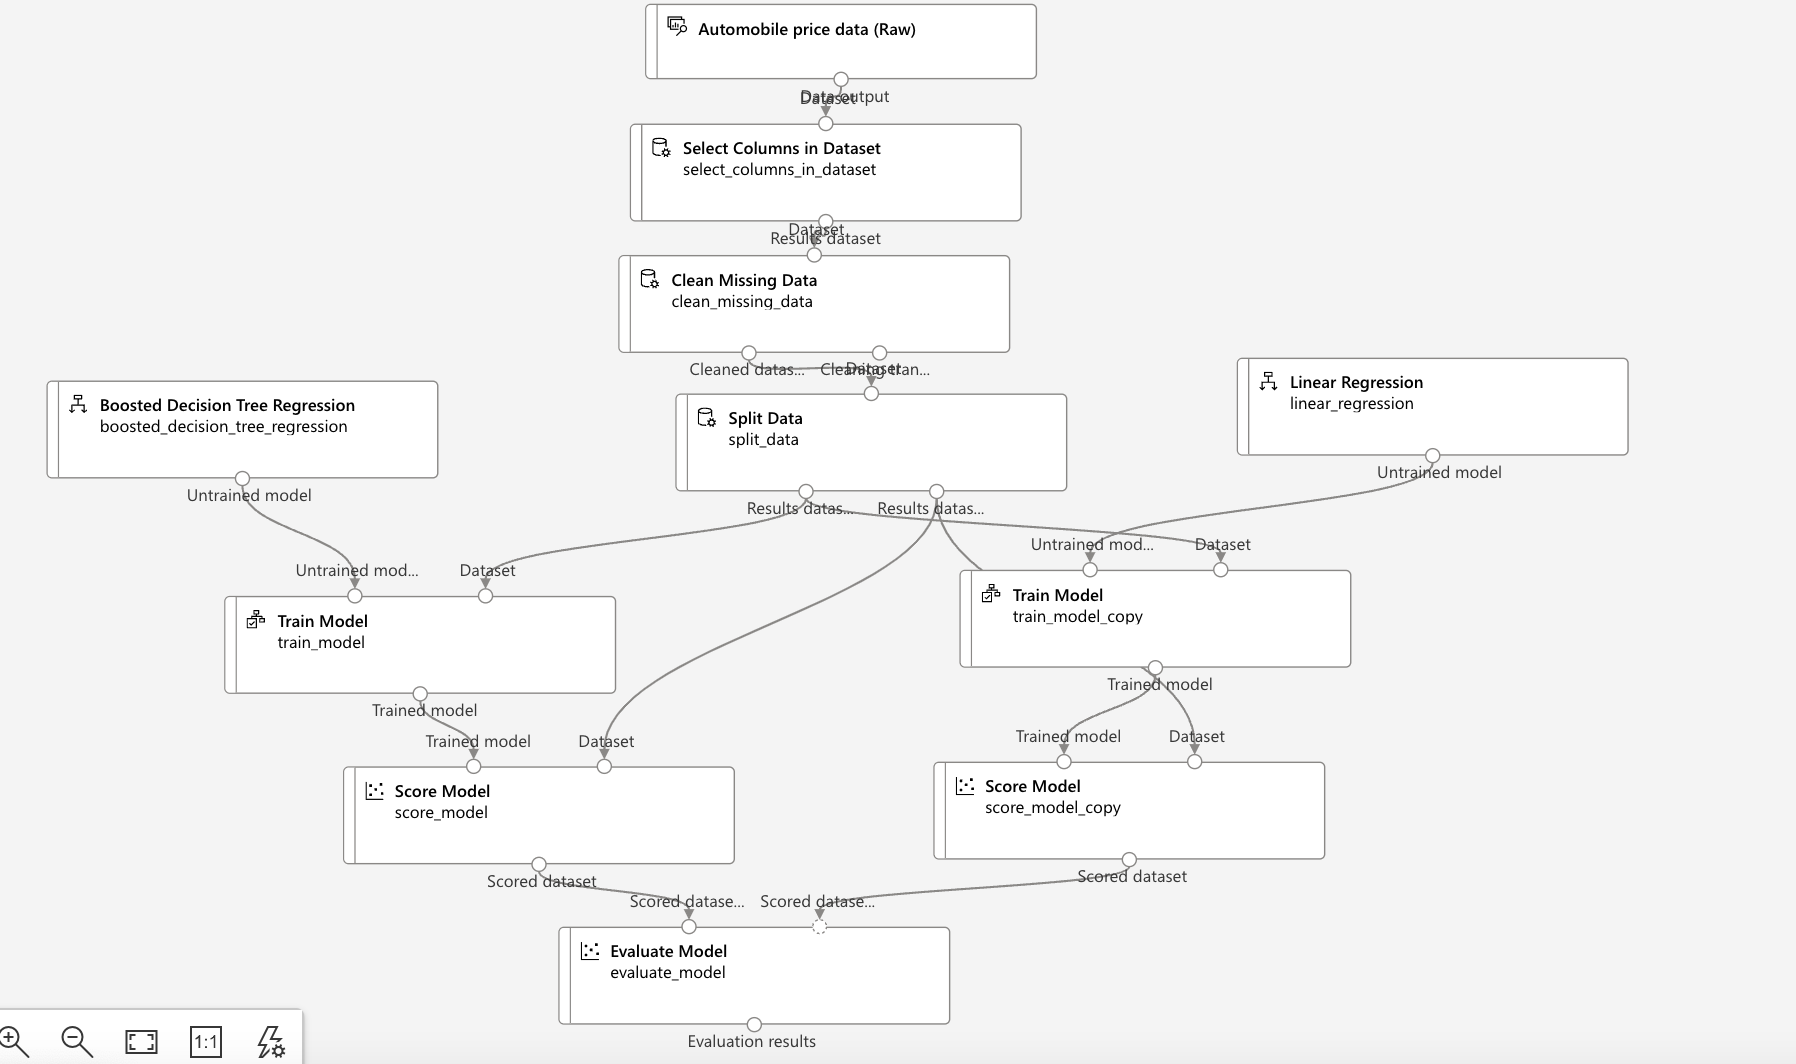 Automobile price data (Raw)
Data output
Dataset
Select Columns in Dataset
select_columns_in_dataset
Dataset
Results dataset
Clean Missing Data
clean_missing_data
Cleaned datas...
Cleaning tran...
Dataset
Boosted Decision Tree Regression
boosted_decision_tree_regression
Untrained model
Split Data
split_data
Results datas...
Results datas...
Linear Regression
linear_regression
Untrained model
Untrained mod...
Dataset
Train Model
train_model
Trained model
Untrained mod...
Dataset
Train Model
train_model_copy
Trained model
Trained model
Dataset
Score Model
score_model
Scored dataset
Trained model
Dataset
Score Model
score_model_copy
Scored dataset
Scored datase...
Scored datase...
Evaluate Model
evaluate_model
Evaluation results
1:1